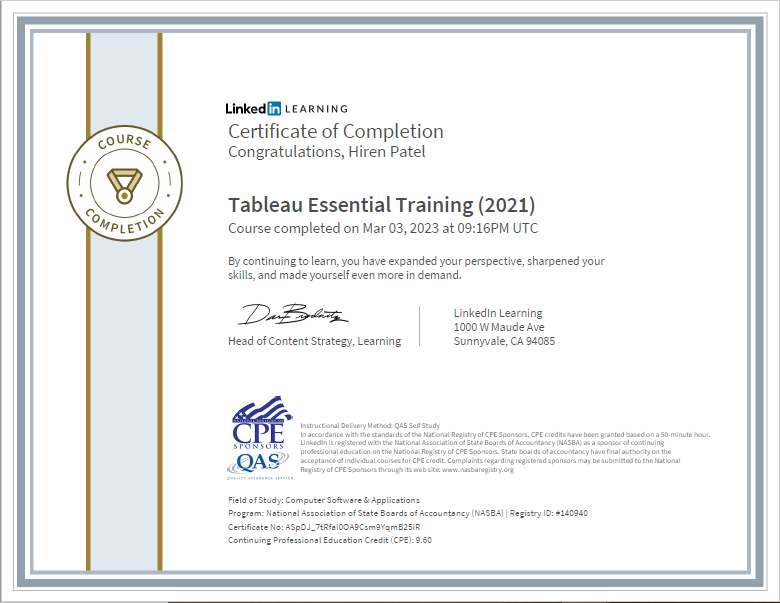 COURSE
COMPLETION
Linked in LEARNING
Certificate of Completion
Congratulations, Hiren Patel
Tableau Essential Training (2021)
Course completed on Mar 03, 2023 at 09:16PM UTC
By continuing to learn, you have expanded your perspective, sharpened your
skills, and made yourself even more in demand.
Head of Content Strategy, Learning
LinkedIn Learning
1000 W Maude Ave
Sunnyvale, CA 94085
CPE
SPONSORS
QAS
QUALITY ASSURANCE SERVICE
Instructional Delivery Method: QAS Self Study
In accordance with the standards of the National Registry of CPE Sponsors, CPE credits have been granted based on a 50-minute hour.
LinkedIn is registered with the National Association of State Boards of Accountancy (NASBA) as a sponsor of continuing
professional education on the National Registry of CPE Sponsors. State boards of accountancy have final authority on the
acceptance of individual courses for CPE credit. Complaints regarding registered sponsors may be submitted to the National
Registry of CPE Sponsors through its web site: www.nasbaregistry.org
Field of Study: Computer Software & Applications
Program: National Association of State Boards of Accountancy (NASBA) | Registry ID: #140940
Certificate No: ASpDJ_7tRfaI0OA9Csm9YqmB25iR
Continuing Professional Education Credit (CPE): 9.60